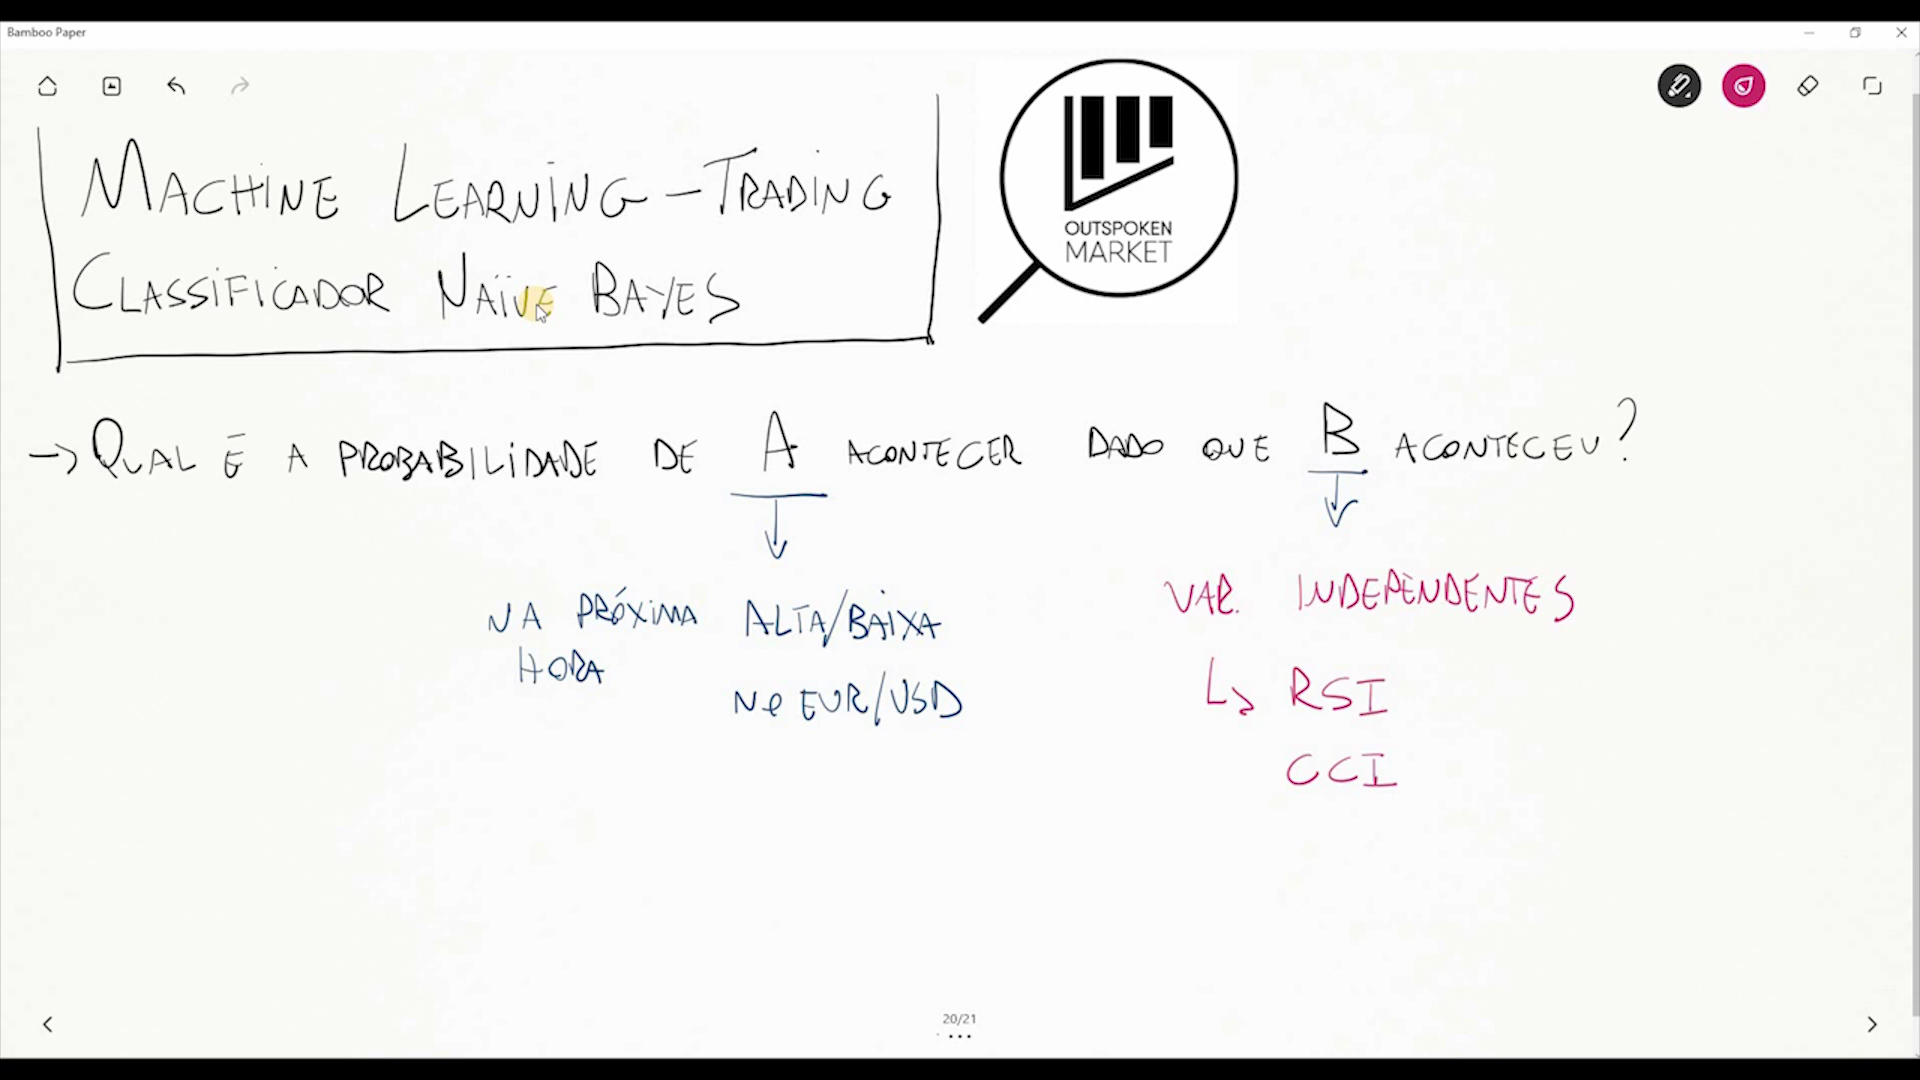 Bamboo Paper
MACHINE LEARNING - TRADING
CLASSIFICADOR NAÏVE BAYES
OUTSPOKEN
MARKET
→ QUAL É A PROBABILIDADE DE A ACONTECER DADO QUE B ACONTECEU?
NA PRÓXIMA ALTA/BAIXA
HORA
NO EUR/USD
VAR. INDEPENDENTES
↳ RSI
CCI
20/21